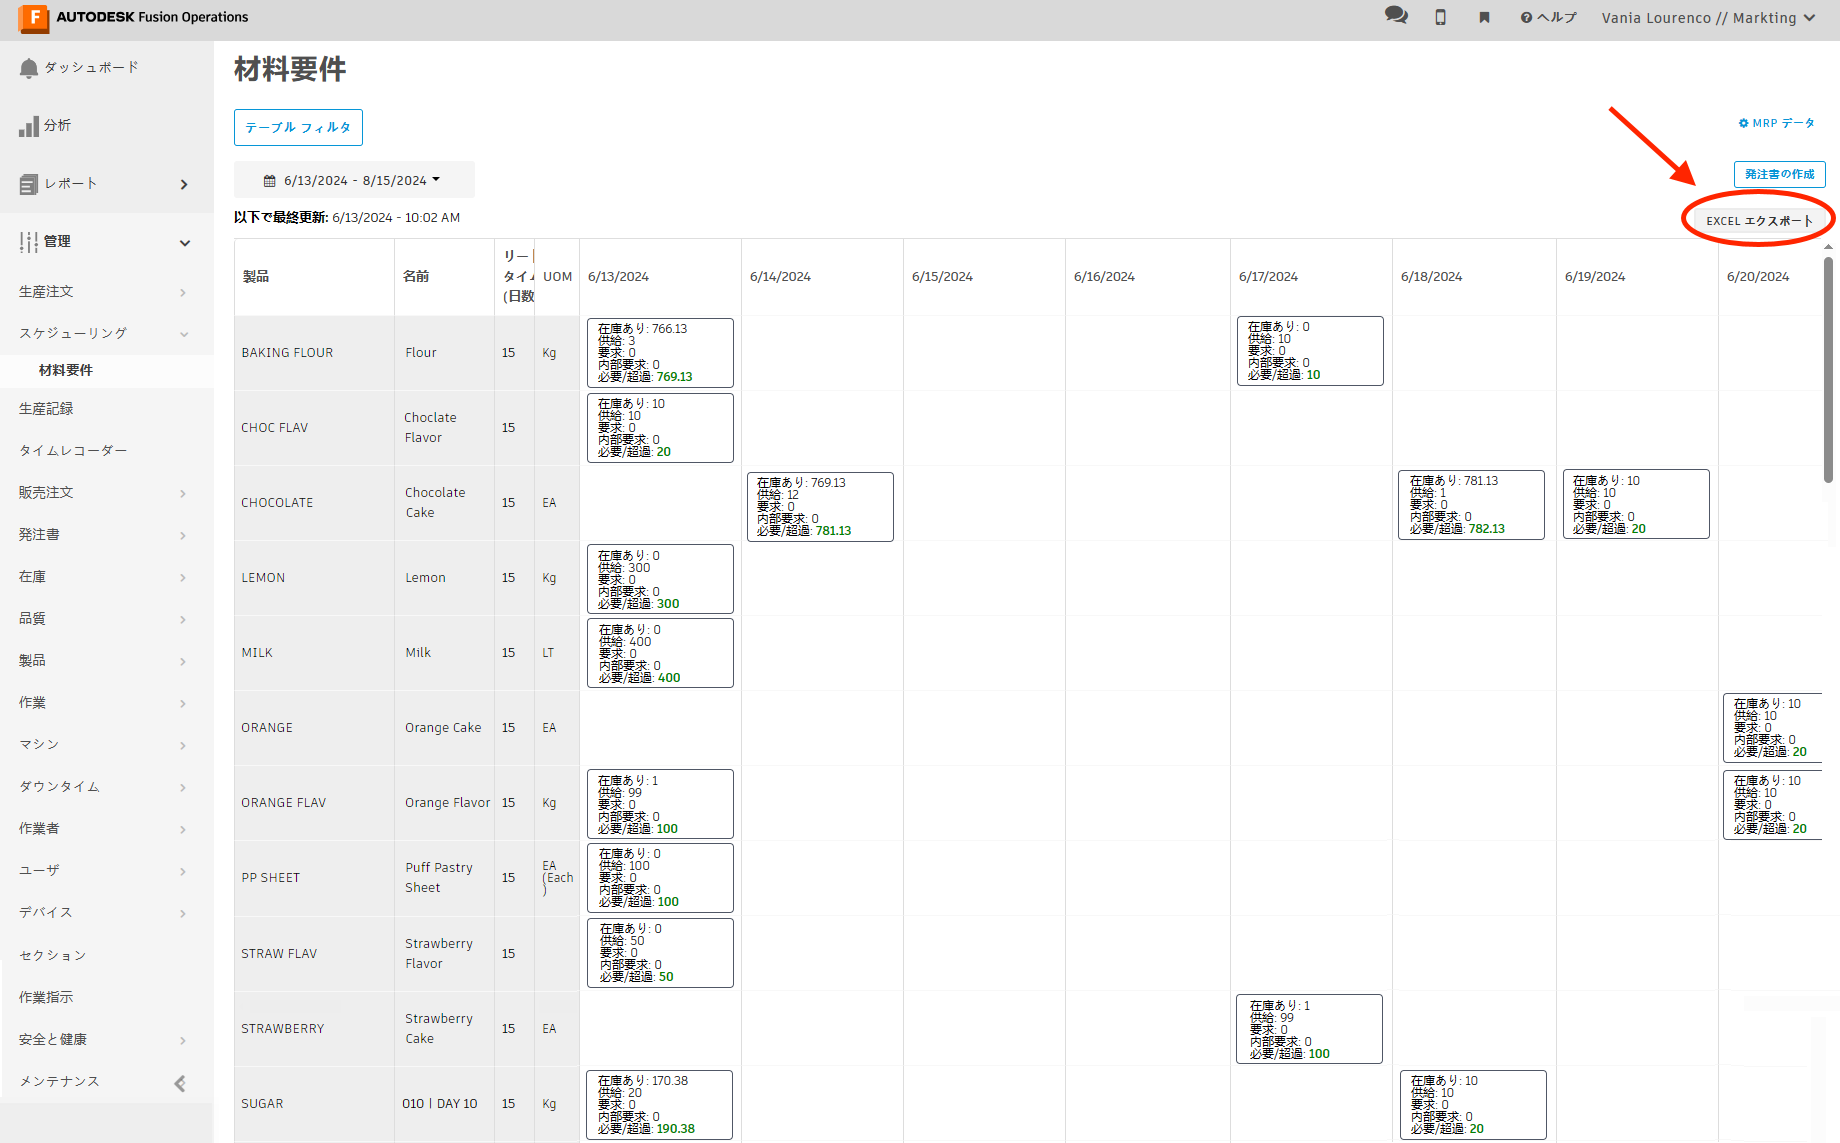 F AUTODESK Fusion Operations
ヘルプ
Vania Lourenco // Markting
ダッシュボード
分析
レポート
管理
生産注文
スケジューリング
材料要件
生産記録
タイムレコーダー
販売注文
発注書
在庫
品質
製品
作業
マシン
ダウンタイム
作業者
ユーザ
デバイス
セクション
作業指示
安全と健康
メンテナンス
材料要件
テーブル フィルタ
MRP データ
6/13/2024 - 8/15/2024
発注書の作成
以下で最終更新: 6/13/2024 - 10:02 AM
EXCEL エクスポート
製品
名前
リー
タイム
(日数
UOM
6/13/2024
6/14/2024
6/15/2024
6/16/2024
6/17/2024
6/18/2024
6/19/2024
6/20/2024
BAKING FLOUR
Flour
15
Kg
在庫あり: 766.13
供給: 3
要求: 0
内部要求: 0
必要/超過: 769.13
在庫あり: 0
供給: 10
要求: 0
内部要求: 0
必要/超過: 10
CHOC FLAV
Choclate
Flavor
15
在庫あり: 10
供給: 10
要求: 0
内部要求: 0
必要/超過: 20
CHOCOLATE
Chocolate
Cake
15
EA
在庫あり: 769.13
供給: 12
要求: 0
内部要求: 0
必要/超過: 781.13
在庫あり: 781.13
供給: 1
要求: 0
内部要求: 0
必要/超過: 782.13
在庫あり: 10
供給: 10
要求: 0
内部要求: 0
必要/超過: 20
LEMON
Lemon
15
Kg
在庫あり: 0
供給: 300
要求: 0
内部要求: 0
必要/超過: 300
MILK
Milk
15
LT
在庫あり: 0
供給: 400
要求: 0
内部要求: 0
必要/超過: 400
ORANGE
Orange Cake
15
EA
在庫あり: 10
供給: 10
要求: 0
内部要求: 0
必要/超過: 20
ORANGE FLAV
Orange Flavor
15
Kg
在庫あり: 1
供給: 99
要求: 0
内部要求: 0
必要/超過: 100
在庫あり: 10
供給: 10
要求: 0
内部要求: 0
必要/超過: 20
PP SHEET
Puff Pastry
Sheet
15
EA
(Each
)
在庫あり: 0
供給: 100
要求: 0
内部要求: 0
必要/超過: 100
STRAW FLAV
Strawberry
Flavor
15
在庫あり: 0
供給: 50
要求: 0
内部要求: 0
必要/超過: 50
STRAWBERRY
Strawberry
Cake
15
EA
在庫あり: 1
供給: 99
要求: 0
内部要求: 0
必要/超過: 100
SUGAR
010 | DAY 10
15
Kg
在庫あり: 170.38
供給: 20
要求: 0
内部要求: 0
必要/超過: 190.38
在庫あり: 10
供給: 10
要求: 0
内部要求: 0
必要/超過: 20